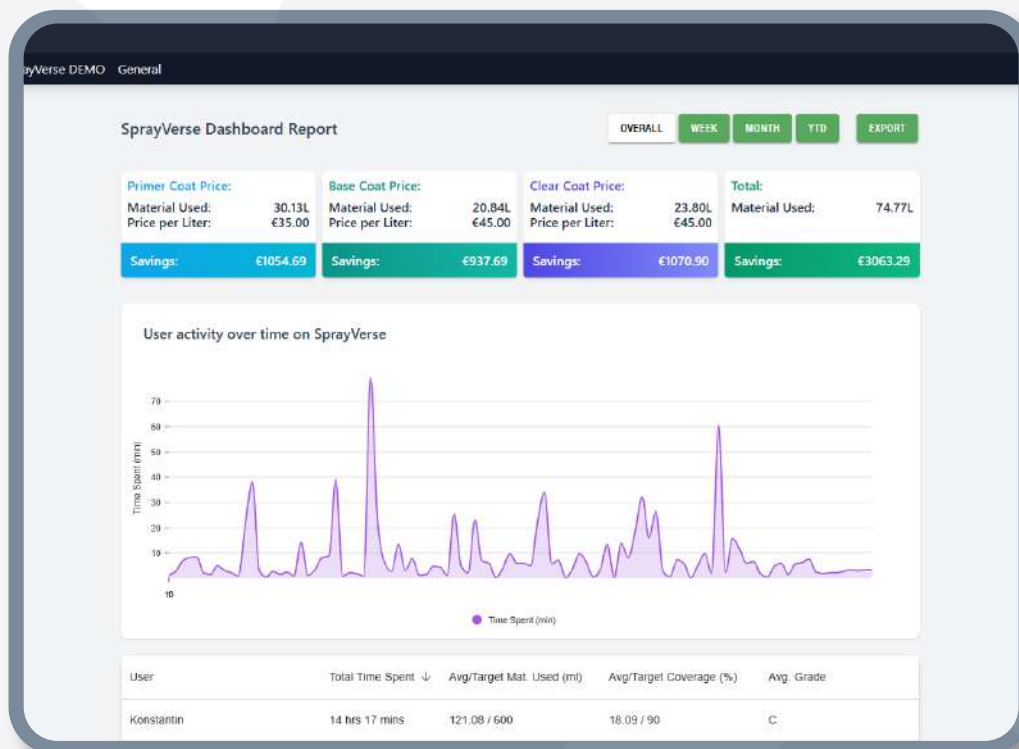 ayVerse DEMO General
SprayVerse Dashboard Report
OVERALL WEEK MONTH YTD EXPORT
Primer Coat Price:
Material Used: 30.13L
Price per Liter: €35.00
Savings: €1054.69
Base Coat Price:
Material Used: 20.84L
Price per Liter: €45.00
Savings: €937.69
Clear Coat Price:
Material Used: 23.80L
Price per Liter: €45.00
Savings: €1070.90
Total:
Material Used: 74.77L
Savings: €3063.29
User activity over time on SprayVerse
Time Spent (min)
70
60
50
40
30
20
10
Time Spent (min)
User Total Time Spent ↓ Avg/Target Mat. Used (ml) Avg/Target Coverage (%) Avg. Grade
Konstantin 14 hrs 17 mins 121.08 / 600 18.09 / 90 C